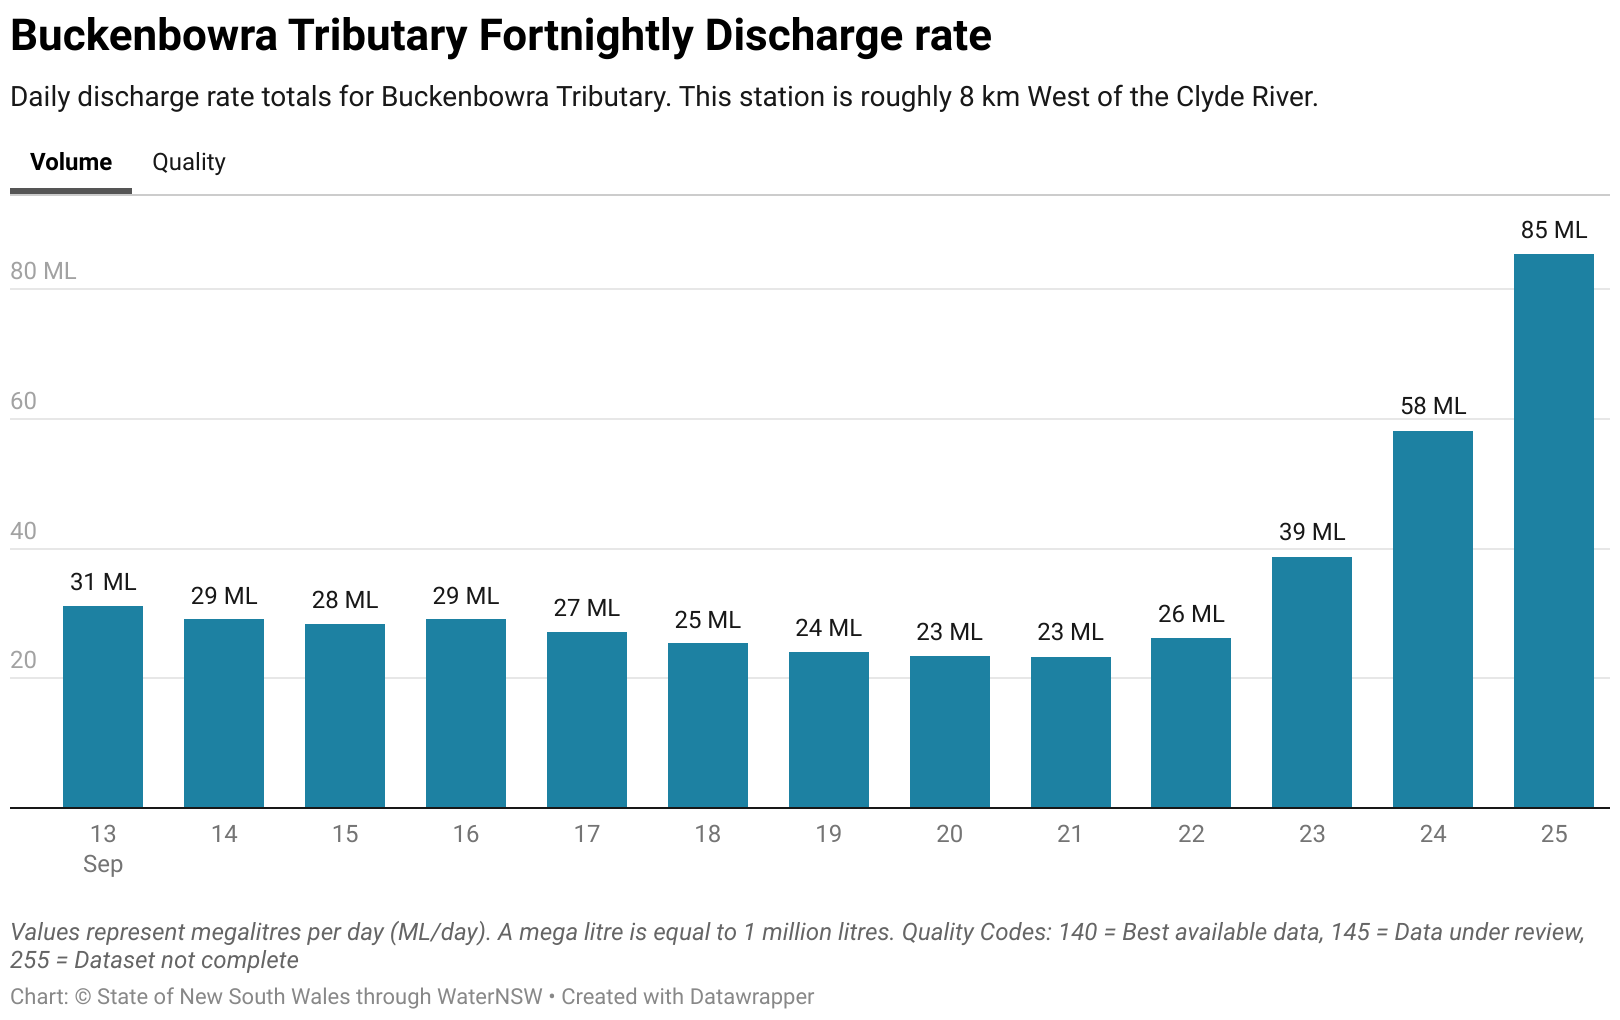 Buckenbowra Tributary Fortnightly Discharge rate
Daily discharge rate totals for Buckenbowra Tributary. This station is roughly 8 km West of the Clyde River.
Volume Quality
85 ML
80 ML
60
58 ML
40
39 ML
31 ML
29 ML
28 ML
29 ML
27 ML
25 ML
24 ML
23 ML
23 ML
26 ML
20
13 14 15 16 17 18 19 20 21 22 23 24 25
Sep
Values represent megalitres per day (ML/day). A mega litre is equal to 1 million litres. Quality Codes: 140 = Best available data, 145 = Data under review,
255 = Dataset not complete
Chart: © State of New South Wales through WaterNSW • Created with Datawrapper